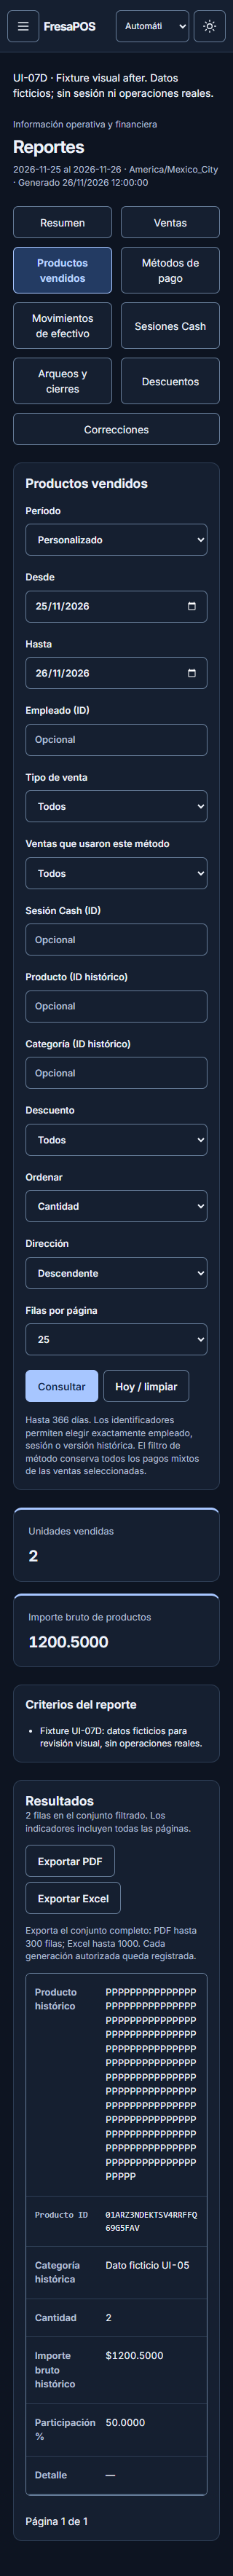 FresaPOS
Automáti
UI-07D · Fixture visual after. Datos
ficticios; sin sesión ni operaciones reales.
Información operativa y financiera
Reportes
2026-11-25 al 2026-11-26 · America/Mexico_City
· Generado 26/11/2026 12:00:00
Resumen
Ventas
Productos
vendidos
Métodos de
pago
Movimientos
de efectivo
Sesiones Cash
Arqueos y
cierres
Descuentos
Correcciones
Productos vendidos
Período
Personalizado
Desde
25/11/2026
Hasta
26/11/2026
Empleado (ID)
Opcional
Tipo de venta
Todos
Ventas que usaron este método
Todos
Sesión Cash (ID)
Opcional
Producto (ID histórico)
Opcional
Categoría (ID histórico)
Opcional
Descuento
Todos
Ordenar
Cantidad
Dirección
Descendente
Filas por página
25
Consultar
Hoy / limpiar
Hasta 366 días. Los identificadores
permiten elegir exactamente empleado,
sesión o versión histórica. El filtro de
método conserva todos los pagos mixtos
de las ventas seleccionadas.
Unidades vendidas
2
Importe bruto de productos
1200.5000
Criterios del reporte
• Fixture UI-07D: datos ficticios para
revisión visual, sin operaciones reales.
Resultados
2 filas en el conjunto filtrado. Los
indicadores incluyen todas las páginas.
Exportar PDF
Exportar Excel
Exporta el conjunto completo: PDF hasta
300 filas; Excel hasta 1000. Cada
generación autorizada queda registrada.
Producto
histórico
PPPPPPPPPPPPPPP
PPPPPPPPPPPPPPP
PPPPPPPPPPPPPPP
PPPPPPPPPPPPPPP
PPPPPPPPPPPPPPP
PPPPPPPPPPPPPPP
PPPPPPPPPPPPPPP
PPPPPPPPPPPPPPP
PPPPPPPPPPPPPPP
PPPPPPPPPPPPPPP
PPPPPPPPPPPPPPP
PPPPPPPPPPPPPPP
PPPPPPPPPPPPPPP
PPPPP
Producto ID
01ARZ3NDEKTSV4RRFFQ
69G5FAV
Categoría
histórica
Dato ficticio UI-05
Cantidad
2
Importe
bruto
histórico
$1200.5000
Participación
%
50.0000
Detalle
—
Página 1 de 1